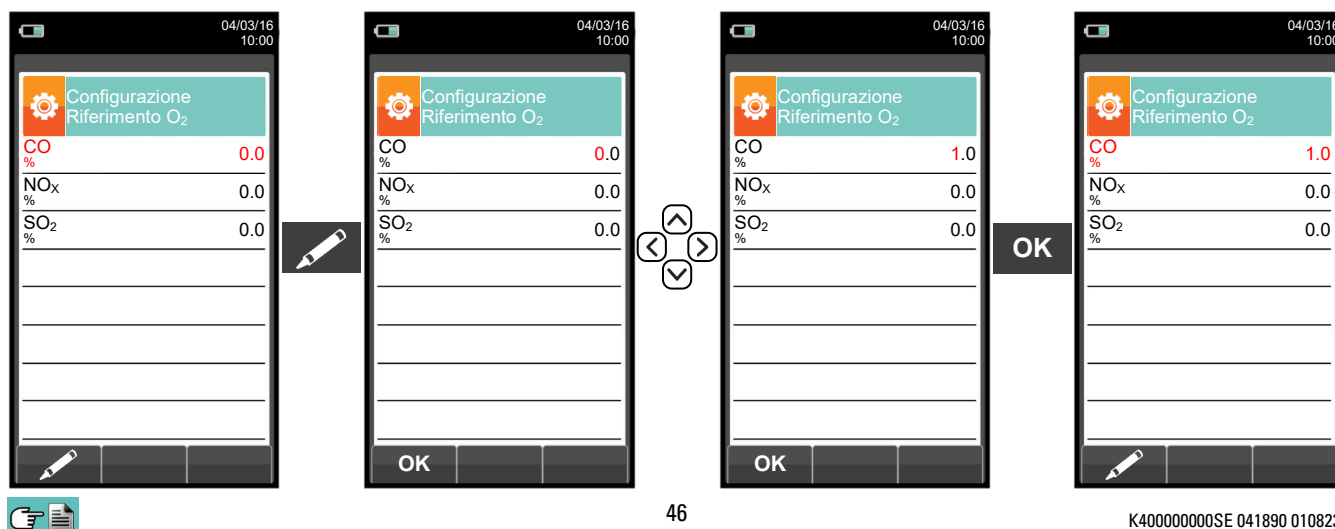 04/03/16
10:00
Configurazione
Riferimento O₂
CO
%
0.0
NOX
%
0.0
SO₂
%
0.0
04/03/16
10:00
Configurazione
Riferimento O₂
CO
%
0.0
NOX
%
0.0
SO₂
%
0.0
OK
04/03/16
10:00
Configurazione
Riferimento O₂
CO
%
1.0
NOX
%
0.0
SO₂
%
0.0
OK
OK
04/03/16
10:00
Configurazione
Riferimento O₂
CO
%
1.0
NOX
%
0.0
SO₂
%
0.0
46
K400000000SE 041890 010823